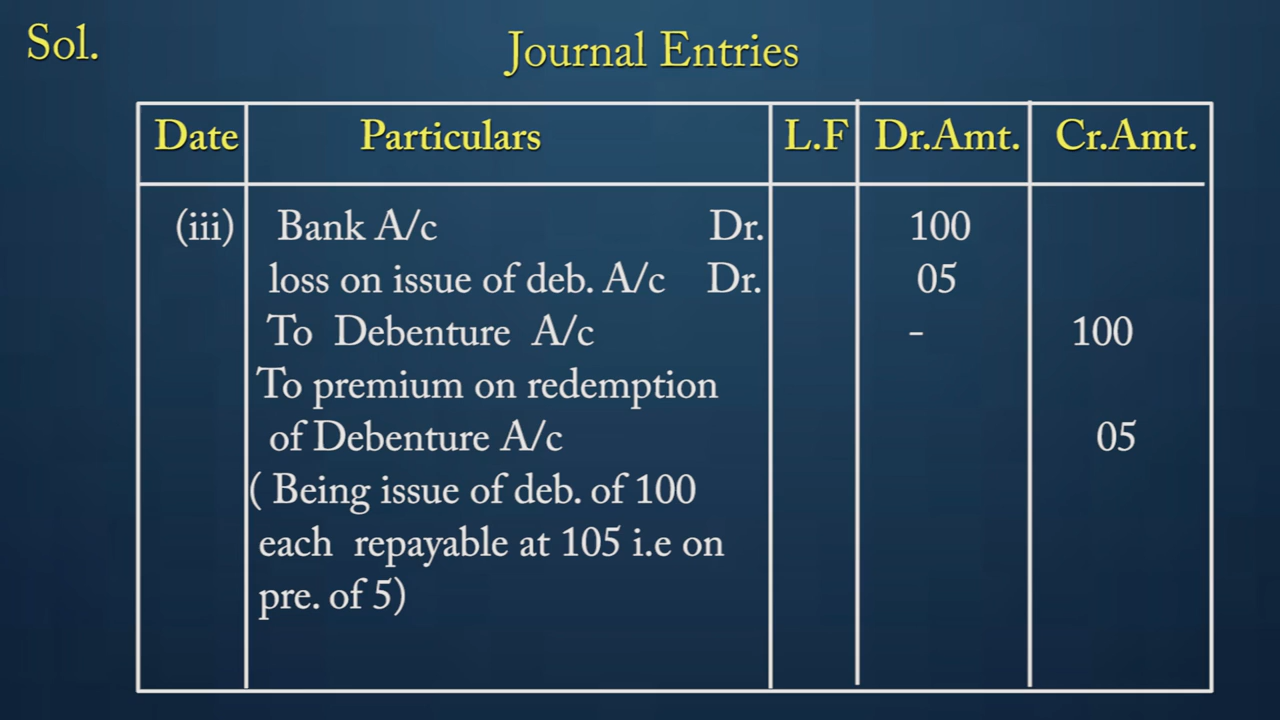 Sol.
Journal Entries
Date Particulars L.F Dr.Amt. Cr.Amt.
(iii) Bank A/c Dr. 100
loss on issue of deb. A/c Dr. 05
To Debenture A/c - 100
To premium on redemption
of Debenture A/c 05
( Being issue of deb. of 100
each repayable at 105 i.e on
pre. of 5)